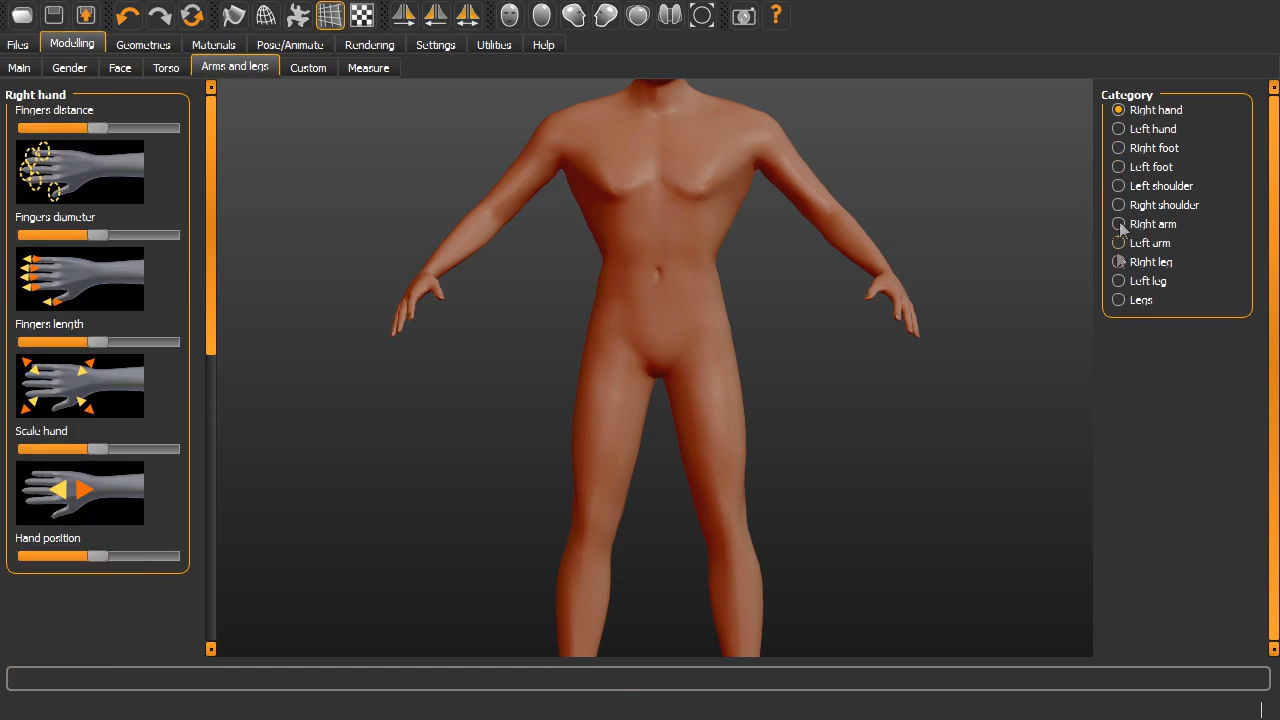 Files Modelling Geometries Materials Pose/Animate Rendering Settings Utilities Help
Main Gender Face Torso Arms and legs Custom Measure
Right hand
Fingers distance
Fingers diameter
Fingers length
Scale hand
Hand position
Category
Right hand
Left hand
Right foot
Left foot
Left shoulder
Right shoulder
Right arm
Left arm
Right leg
Left leg
Legs